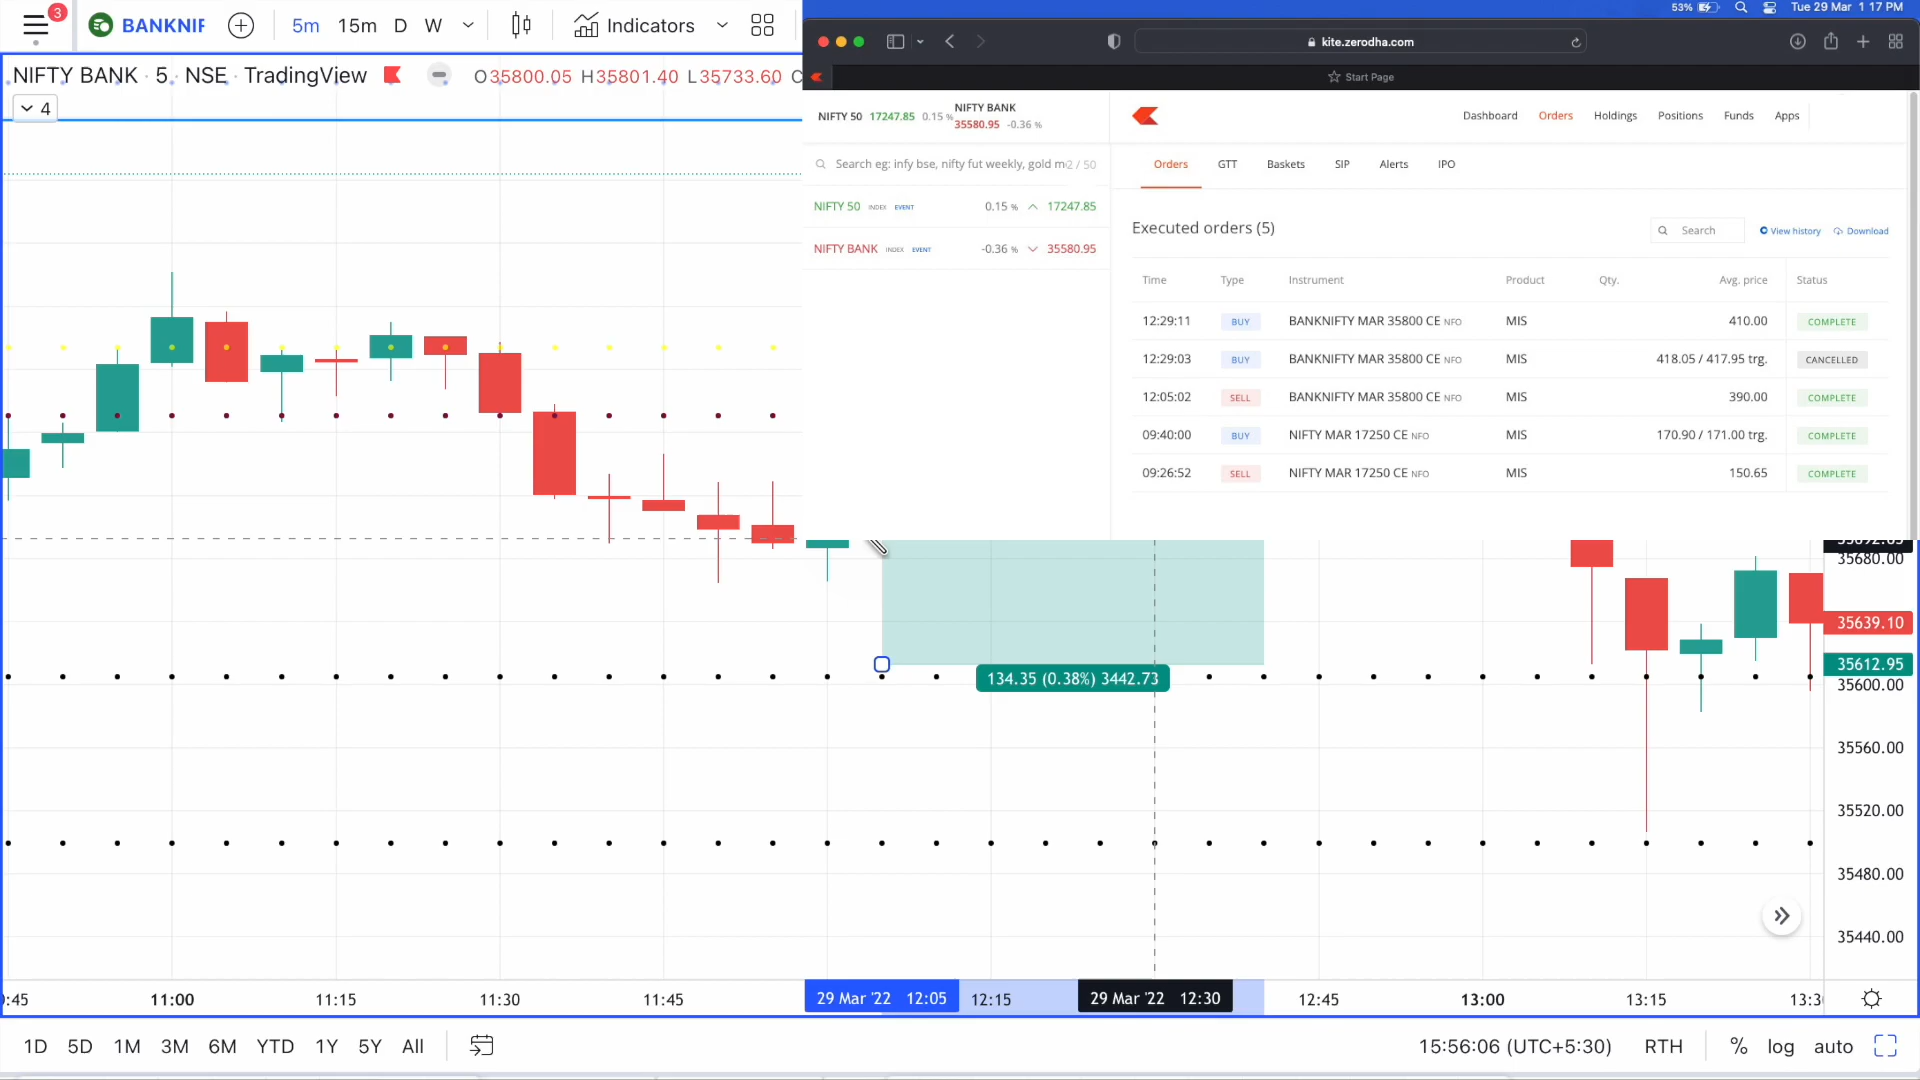 3
BANKNIF
5m 15m D W Indicators
53% Tue 29 Mar 1 17 PM
kite.zerodha.com
Start Page
NIFTY BANK · 5 · NSE · TradingView O35800.05 H35801.40 L35733.60 C
4
NIFTY 50 17247.85 0.15 % NIFTY BANK 35580.95 -0.36 %
Dashboard Orders Holdings Positions Funds Apps
Search eg: infy bse, nifty fut weekly, gold m 2 / 50
Orders GTT Baskets SIP Alerts IPO
NIFTY 50 INDEX EVENT 0.15 % 17247.85
NIFTY BANK INDEX EVENT -0.36 % 35580.95
Executed orders (5) Search View history Download
Time Type Instrument Product Qty. Avg. price Status
12:29:11 BUY BANKNIFTY MAR 35800 CE NFO MIS 410.00 COMPLETE
12:29:03 BUY BANKNIFTY MAR 35800 CE NFO MIS 418.05 / 417.95 trg. CANCELLED
12:05:02 SELL BANKNIFTY MAR 35800 CE NFO MIS 390.00 COMPLETE
09:40:00 BUY NIFTY MAR 17250 CE NFO MIS 170.90 / 171.00 trg. COMPLETE
09:26:52 SELL NIFTY MAR 17250 CE NFO MIS 150.65 COMPLETE
35680.00
35639.10
35612.95
134.35 (0.38%) 3442.73
35600.00
35560.00
35520.00
35480.00
35440.00
:45 11:00 11:15 11:30 11:45 29 Mar '22 12:05 12:15 29 Mar '22 12:30 12:45 13:00 13:15 13:3
1D 5D 1M 3M 6M YTD 1Y 5Y All 15:56:06 (UTC+5:30) RTH % log auto